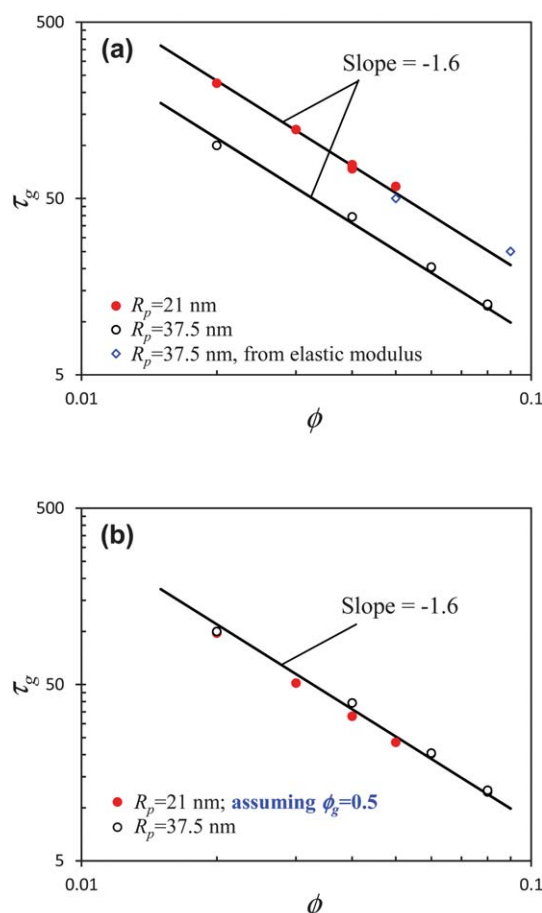 500
(a)
Slope = -1.6
τg 50
Rp=21 nm
Rp=37.5 nm
Rp=37.5 nm, from elastic modulus
5
0.01 0.1
ϕ
500
(b)
Slope = -1.6
τg 50
Rp=21 nm; assuming ϕg=0.5
Rp=37.5 nm
5
0.01 0.1
ϕ